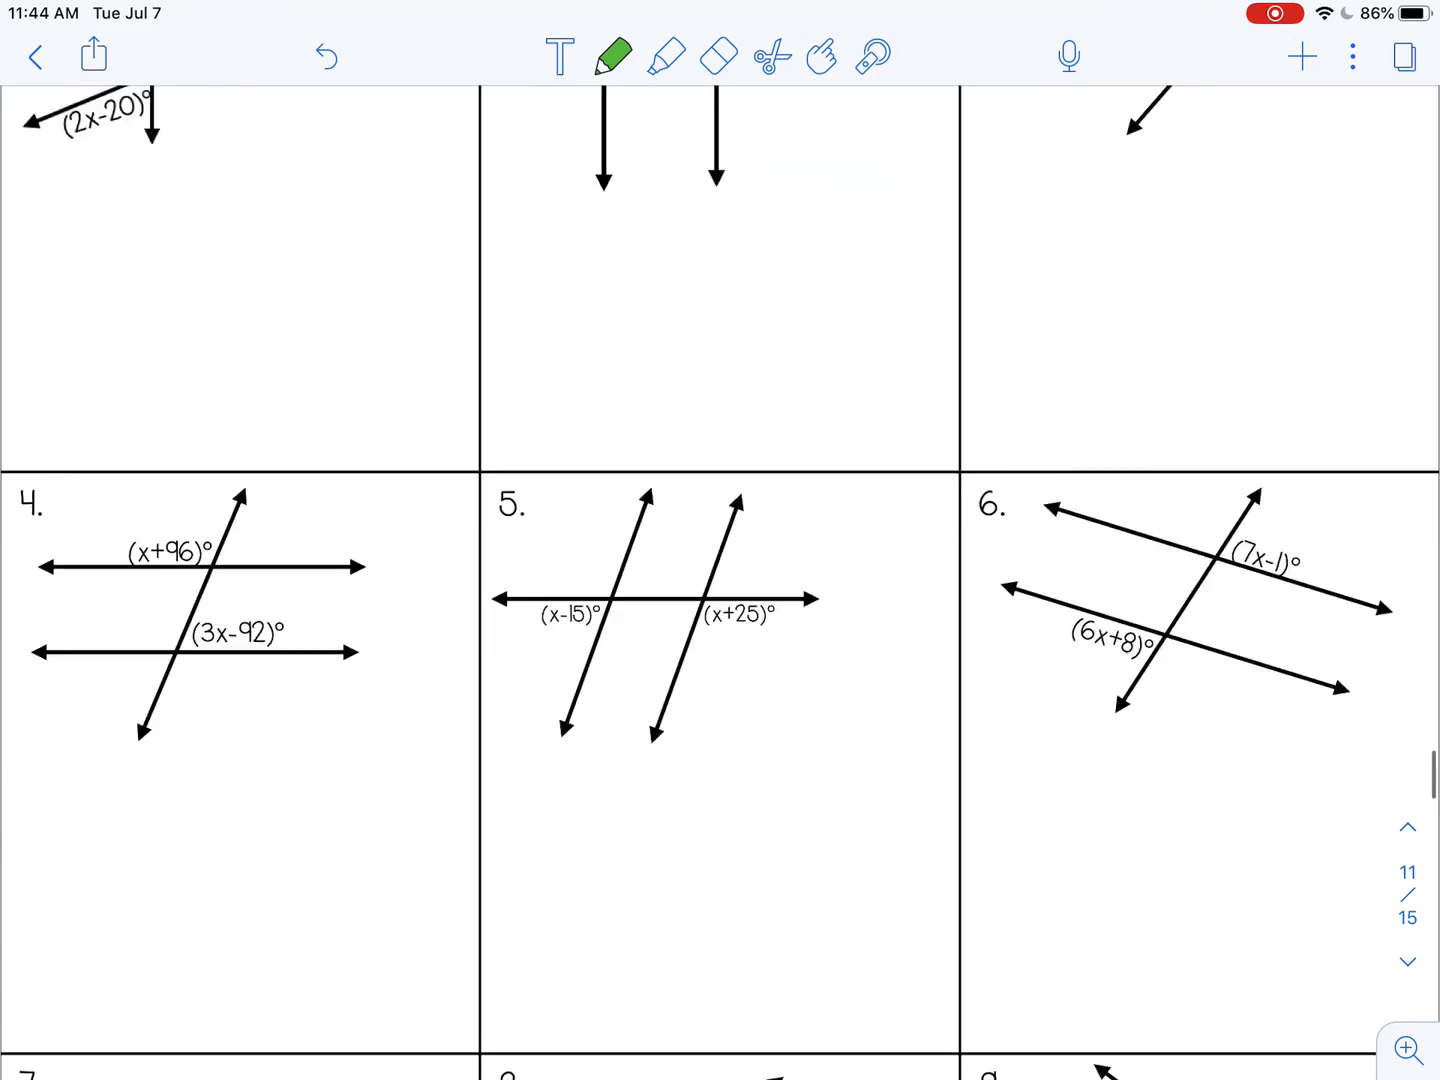 11:44 AM Tue Jul 7
86%
T
(2x-20)°
4.
(x+96)°
(3x-92)°
5.
(x-15)°
(x+25)°
6.
(7x-1)°
(6x+8)°
11
/
15